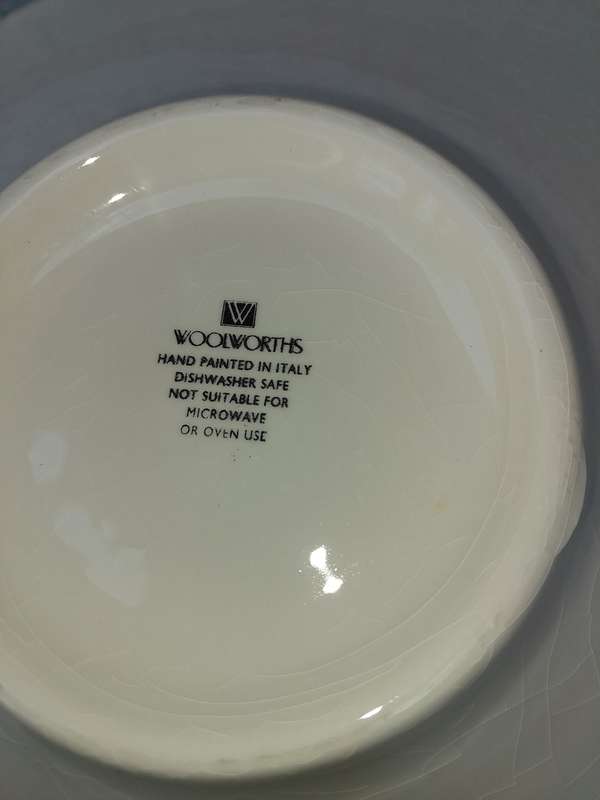 W
WOOLWORTHS
HAND PAINTED IN ITALY
DISHWASHER SAFE
NOT SUITABLE FOR
MICROWAVE
OR OVEN USE